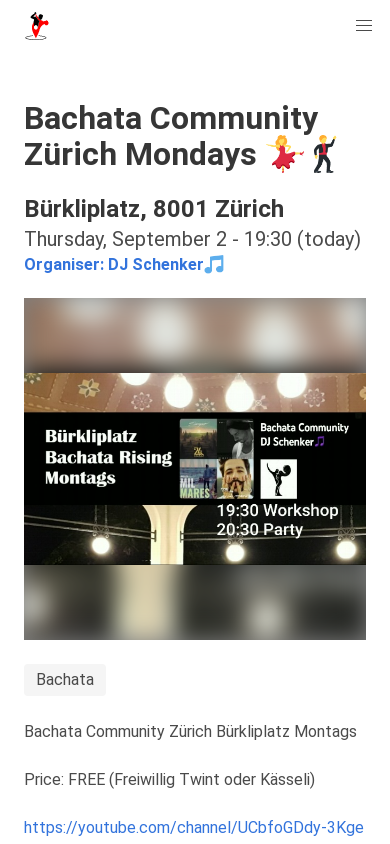 Bachata Community
Zürich Mondays 💃🕺
Bürkliplatz, 8001 Zürich
Thursday, September 2 - 19:30 (today)
Organiser: DJ Schenker🎵
Bürkliplatz
Bachata Rising
Montags
MIL
MARES
Bachata Community
DJ Schenker🎵
19:30 Workshop
20:30 Party
Bachata
Bachata Community Zürich Bürkliplatz Montags
Price: FREE (Freiwillig Twint oder Kässeli)
https://youtube.com/channel/UCbfoGDdy-3Kge